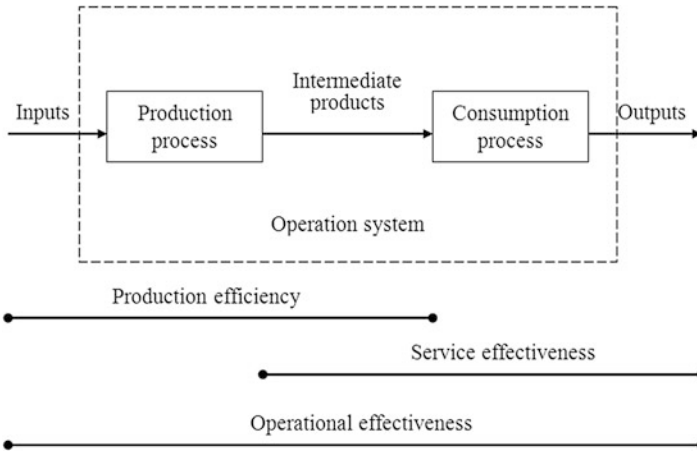 Inputs
Production
process
Intermediate
products
Consumption
process
Outputs
Operation system
Production efficiency
Service effectiveness
Operational effectiveness